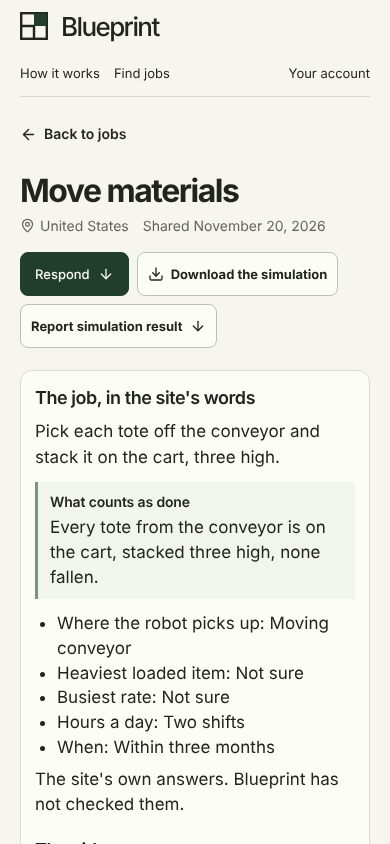 Blueprint
How it works Find jobs Your account
Back to jobs
Move materials
United States Shared November 20, 2026
Respond Download the simulation
Report simulation result
The job, in the site's words
Pick each tote off the conveyor and
stack it on the cart, three high.
What counts as done
Every tote from the conveyor is on
the cart, stacked three high, none
fallen.
• Where the robot picks up: Moving
conveyor
• Heaviest loaded item: Not sure
• Busiest rate: Not sure
• Hours a day: Two shifts
• When: Within three months
The site's own answers. Blueprint has
not checked them.